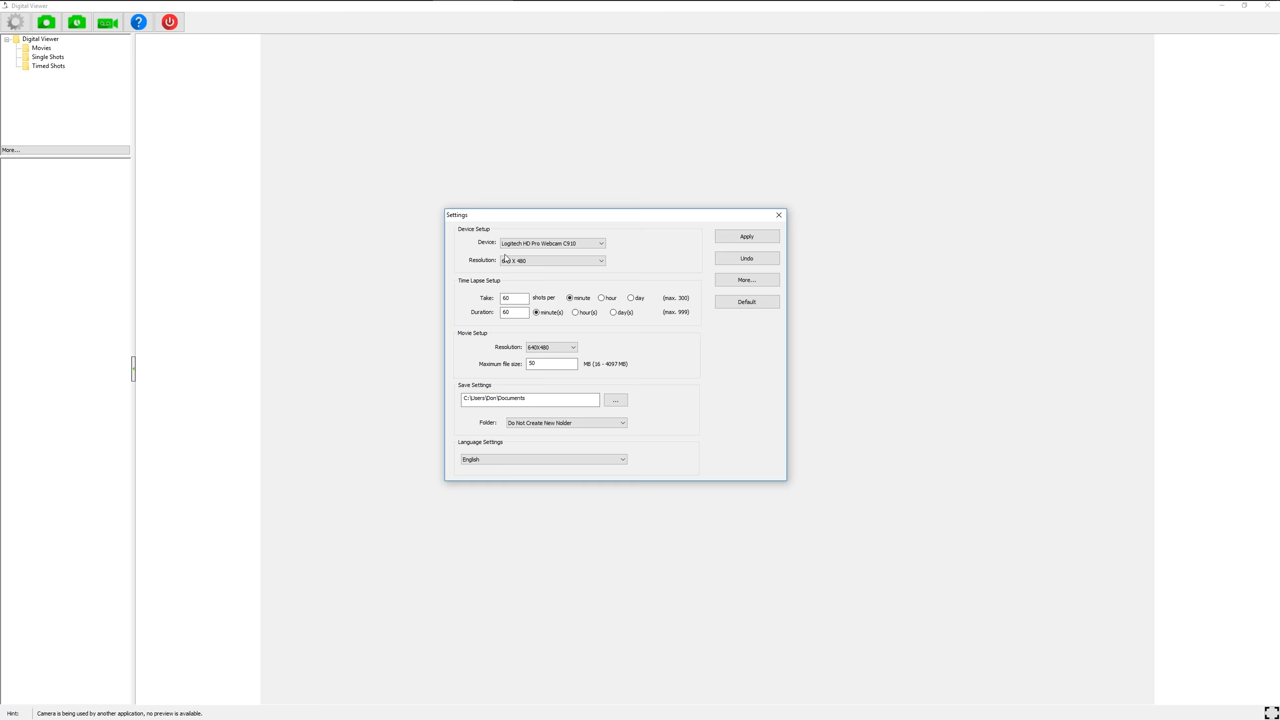 Digital Viewer
Digital Viewer
Movies
Single Shots
Timed Shots
More...
Settings
Device Setup
Device: Logitech HD Pro Webcam C910
Resolution: X 480
Time Lapse Setup
Take: 60 shots per minute hour day (max. 300)
Duration: 60 minute(s) hour(s) day(s) (max. 999)
Movie Setup
Resolution: 640X480
Maximum file size: 50 MB (16 - 4097 MB)
Save Settings
C:\Users\Don\Documents ...
Folder: Do Not Create New Nolder
Language Settings
English
Apply
Undo
More...
Default
Hint: Camera is being used by another application, no preview is available.